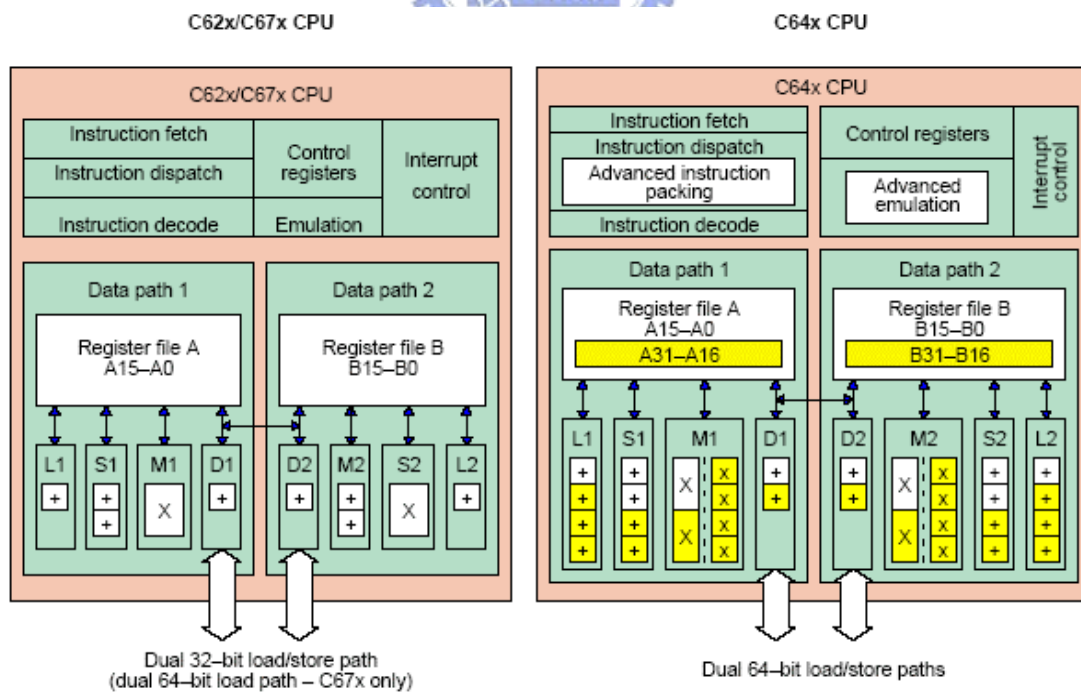 C62x/C67x CPU
C64x CPU
C62x/C67x CPU
Instruction fetch
Instruction dispatch
Instruction decode
Control
registers
Emulation
Interrupt
control
Data path 1
Register file A
A15–A0
Data path 2
Register file B
B15–B0
L1
+
S1
+
+
M1
X
D1
+
D2
+
M2
+
+
S2
X
L2
+
Dual 32–bit load/store path
(dual 64–bit load path – C67x only)
C64x CPU
Instruction fetch
Instruction dispatch
Advanced instruction
packing
Instruction decode
Control registers
Advanced
emulation
Interrupt
control
Data path 1
Register file A
A15–A0
A31–A16
Data path 2
Register file B
B15–B0
B31–B16
L1
+
+
+
+
S1
+
+
+
+
M1
X
X
x
x
x
x
D1
+
+
D2
+
+
M2
X
X
x
x
x
x
S2
+
+
+
+
L2
+
+
+
+
Dual 64–bit load/store paths